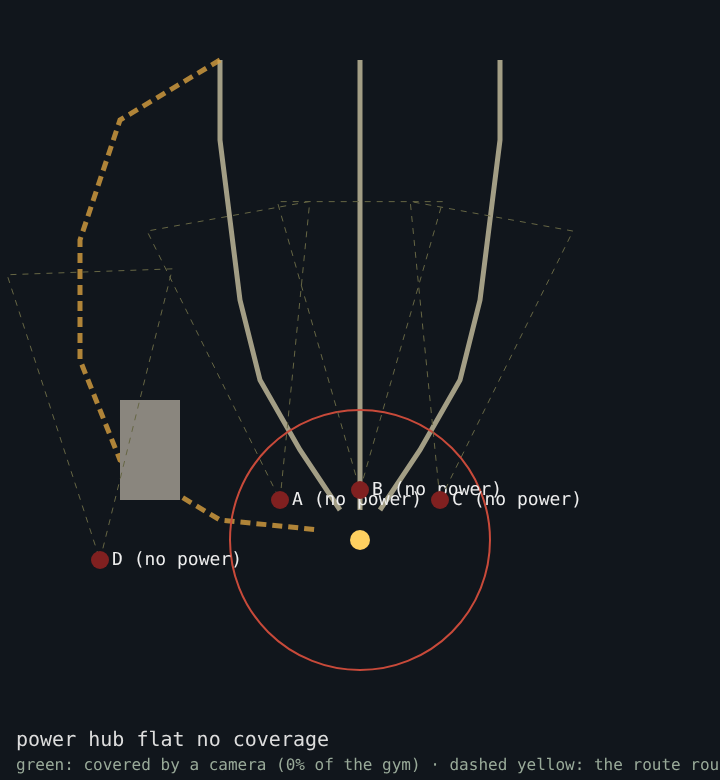 B (no power)
A (no power)
C (no power)
D (no power)
power hub flat no coverage
green: covered by a camera (0% of the gym) · dashed yellow: the route rou